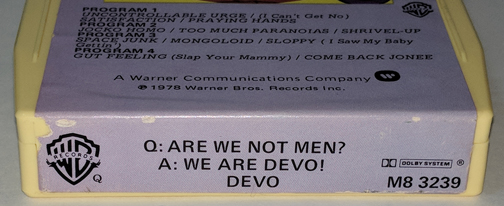 PROGRAM 1
UNCONTROLLABLE URGE / (I Can't Get No)
SATISFACTION / PRAYING HANDS
PROGRAM 2
JOCKO HOMO / TOO MUCH PARANOIAS / SHRIVEL-UP
PROGRAM 3
SPACE JUNK / MONGOLOID / SLOPPY (I Saw My Baby
Gettin')
PROGRAM 4
GUT FEELING (Slap Your Mammy) / COME BACK JONEE
A Warner Communications Company
℗ 1978 Warner Bros. Records Inc.
WB
RECORDS
Q
Q: ARE WE NOT MEN?
A: WE ARE DEVO!
DEVO
DOLBY SYSTEM ®
M8 3239